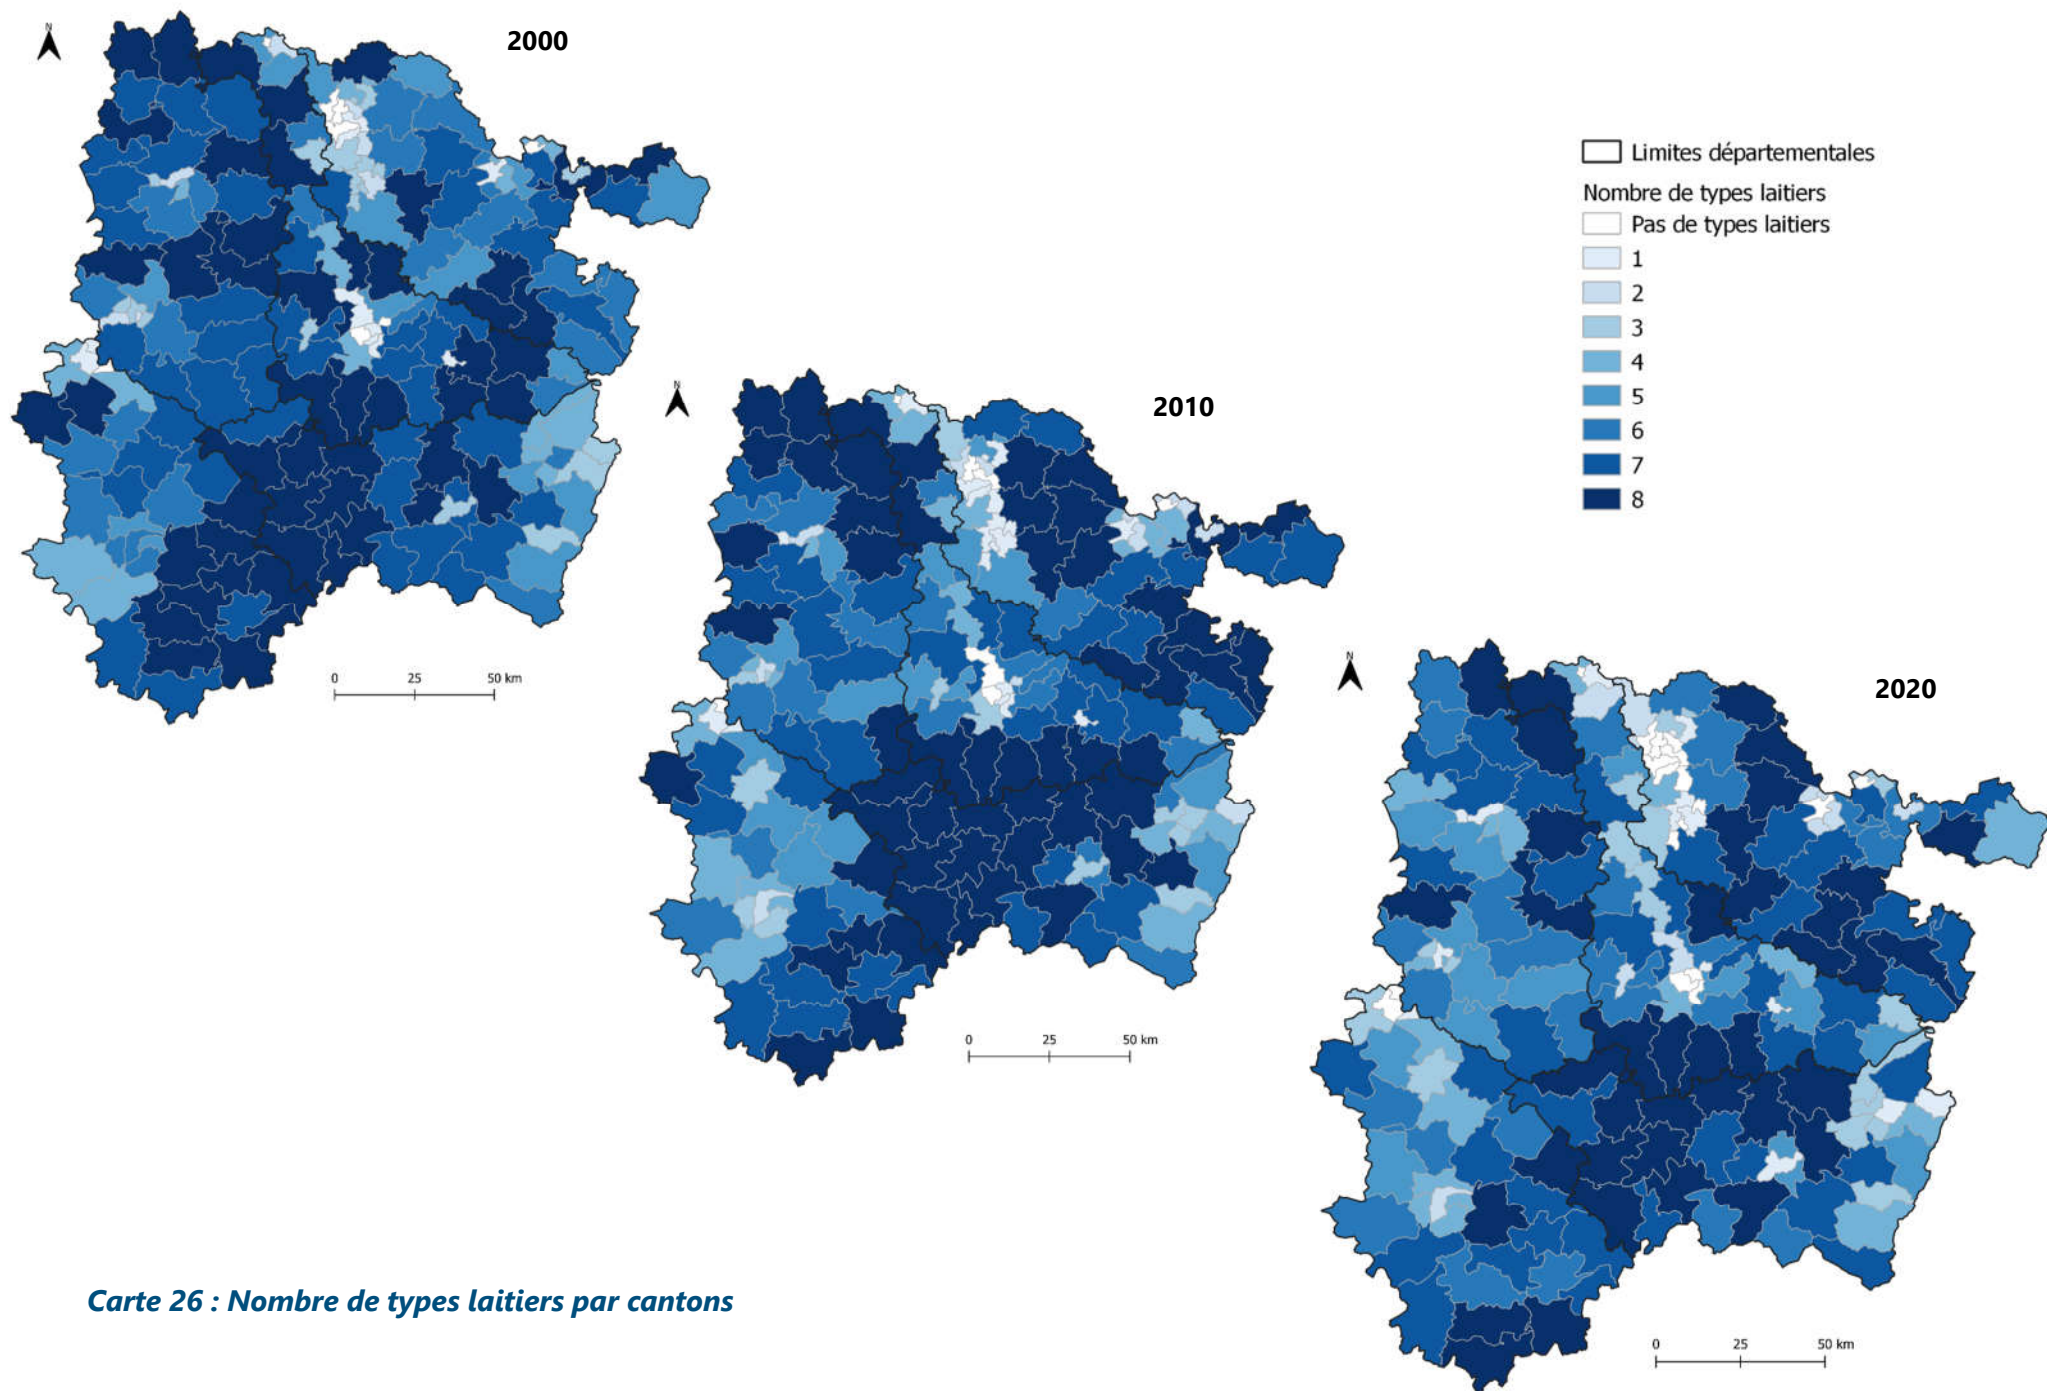 N
2000
Limites départementales
Nombre de types laitiers
Pas de types laitiers
1
2
3
4
5
6
7
8
0 25 50 km
N
2010
0 25 50 km
N
2020
0 25 50 km
Carte 26 : Nombre de types laitiers par cantons